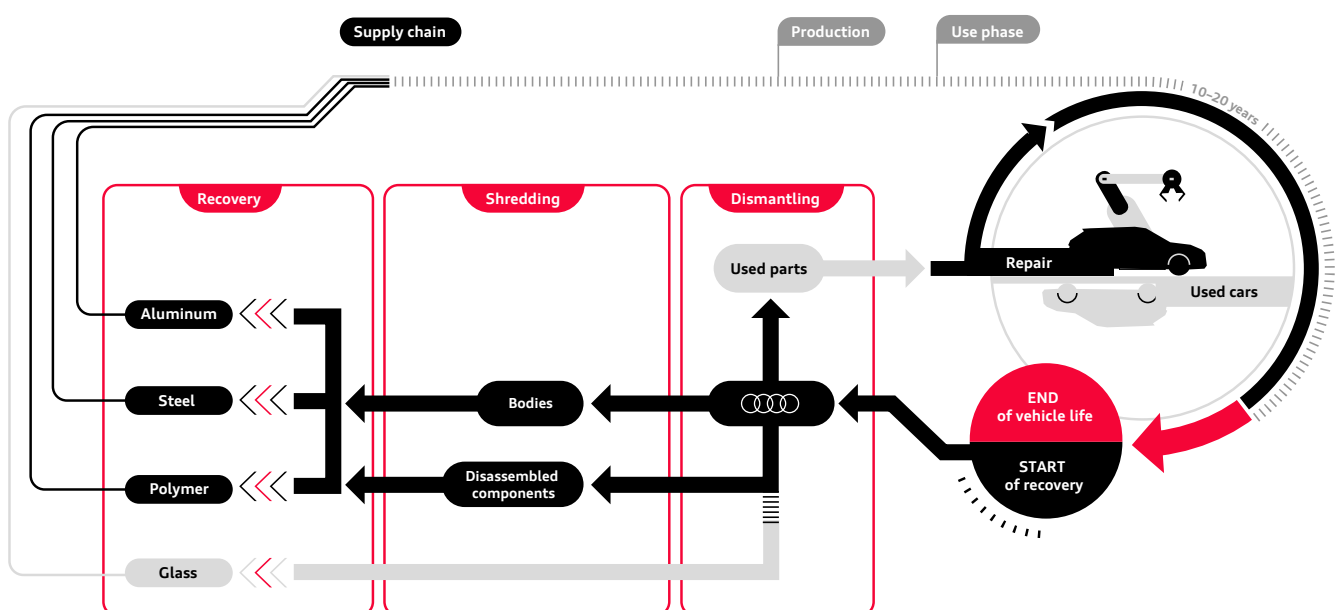 Supply chain
Production
Use phase
10–20 years
Recovery
Shredding
Dismantling
Used parts
Repair
Used cars
Aluminum
Steel
Bodies
END
of vehicle life
START
of recovery
Polymer
Disassembled
components
Glass